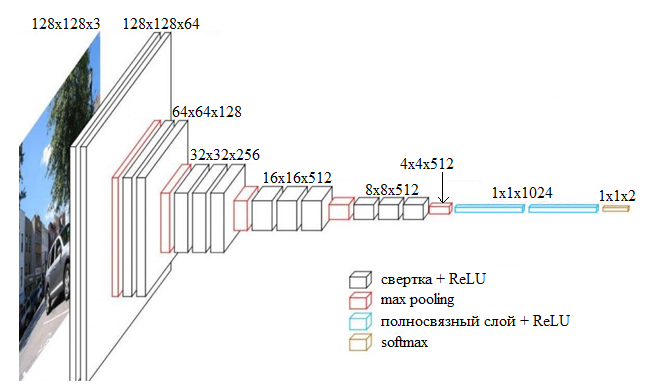 128x128x3
128x128x64
64x64x128
32x32x256
16x16x512
8x8x512
4x4x512
1x1x1024
1x1x2
свертка + ReLU
max pooling
полносвязный слой + ReLU
softmax